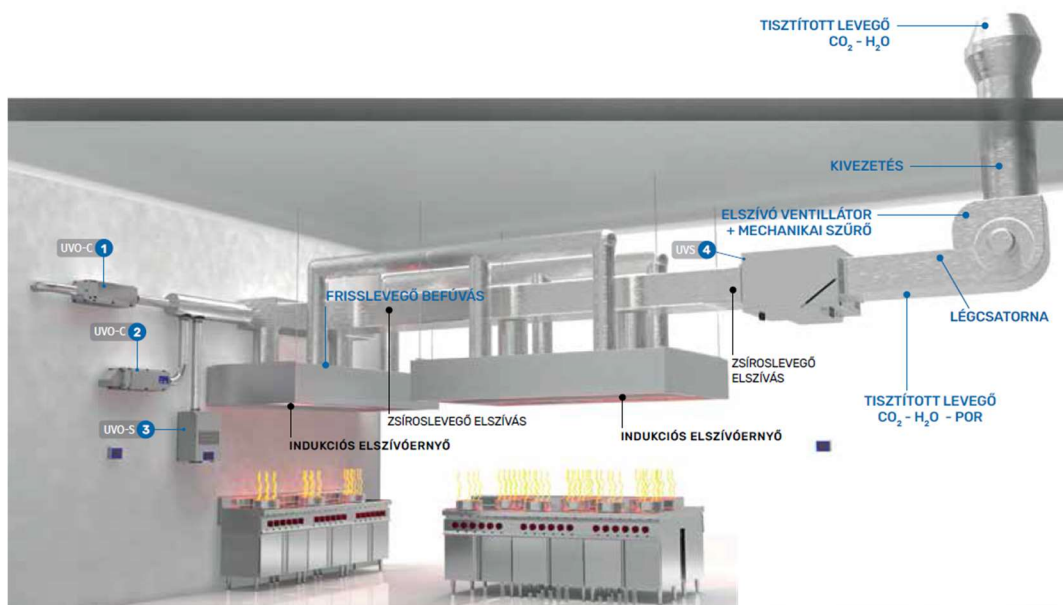 TISZTÍTOTT LEVEGŐ
CO₂ - H₂O
KIVEZETÉS
ELSZÍVÓ VENTILLÁTOR
+ MECHANIKAI SZŰRŐ
UVO-C 1
UVS 4
FRISSLEVEGŐ BEFÚVÁS
LÉGCSATORNA
UVO-C 2
ZSÍROSLEVEGŐ
ELSZÍVÁS
TISZTÍTOTT LEVEGŐ
CO₂ - H₂O - POR
UVO-S 3
ZSÍROSLEVEGŐ ELSZÍVÁS
INDUKCIÓS ELSZÍVÓERNYŐ
INDUKCIÓS ELSZÍVÓERNYŐ